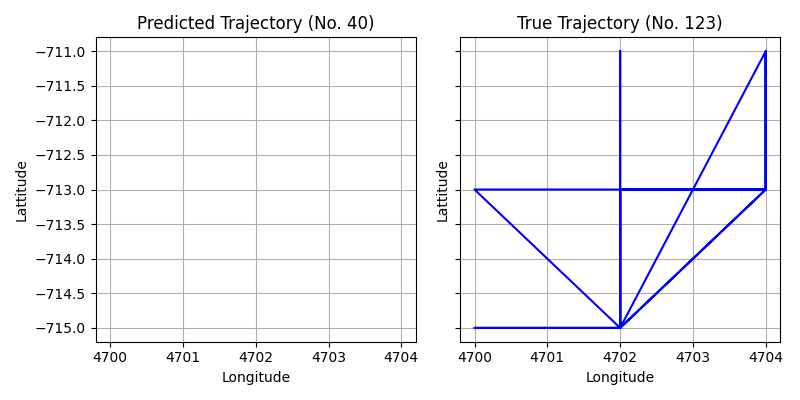 Predicted Trajectory (No. 40)
−711.0
−711.5
−712.0
−712.5
−713.0
−713.5
−714.0
−714.5
−715.0
Lattitude
4700 4701 4702 4703 4704
Longitude
True Trajectory (No. 123)
Lattitude
4700 4701 4702 4703 4704
Longitude